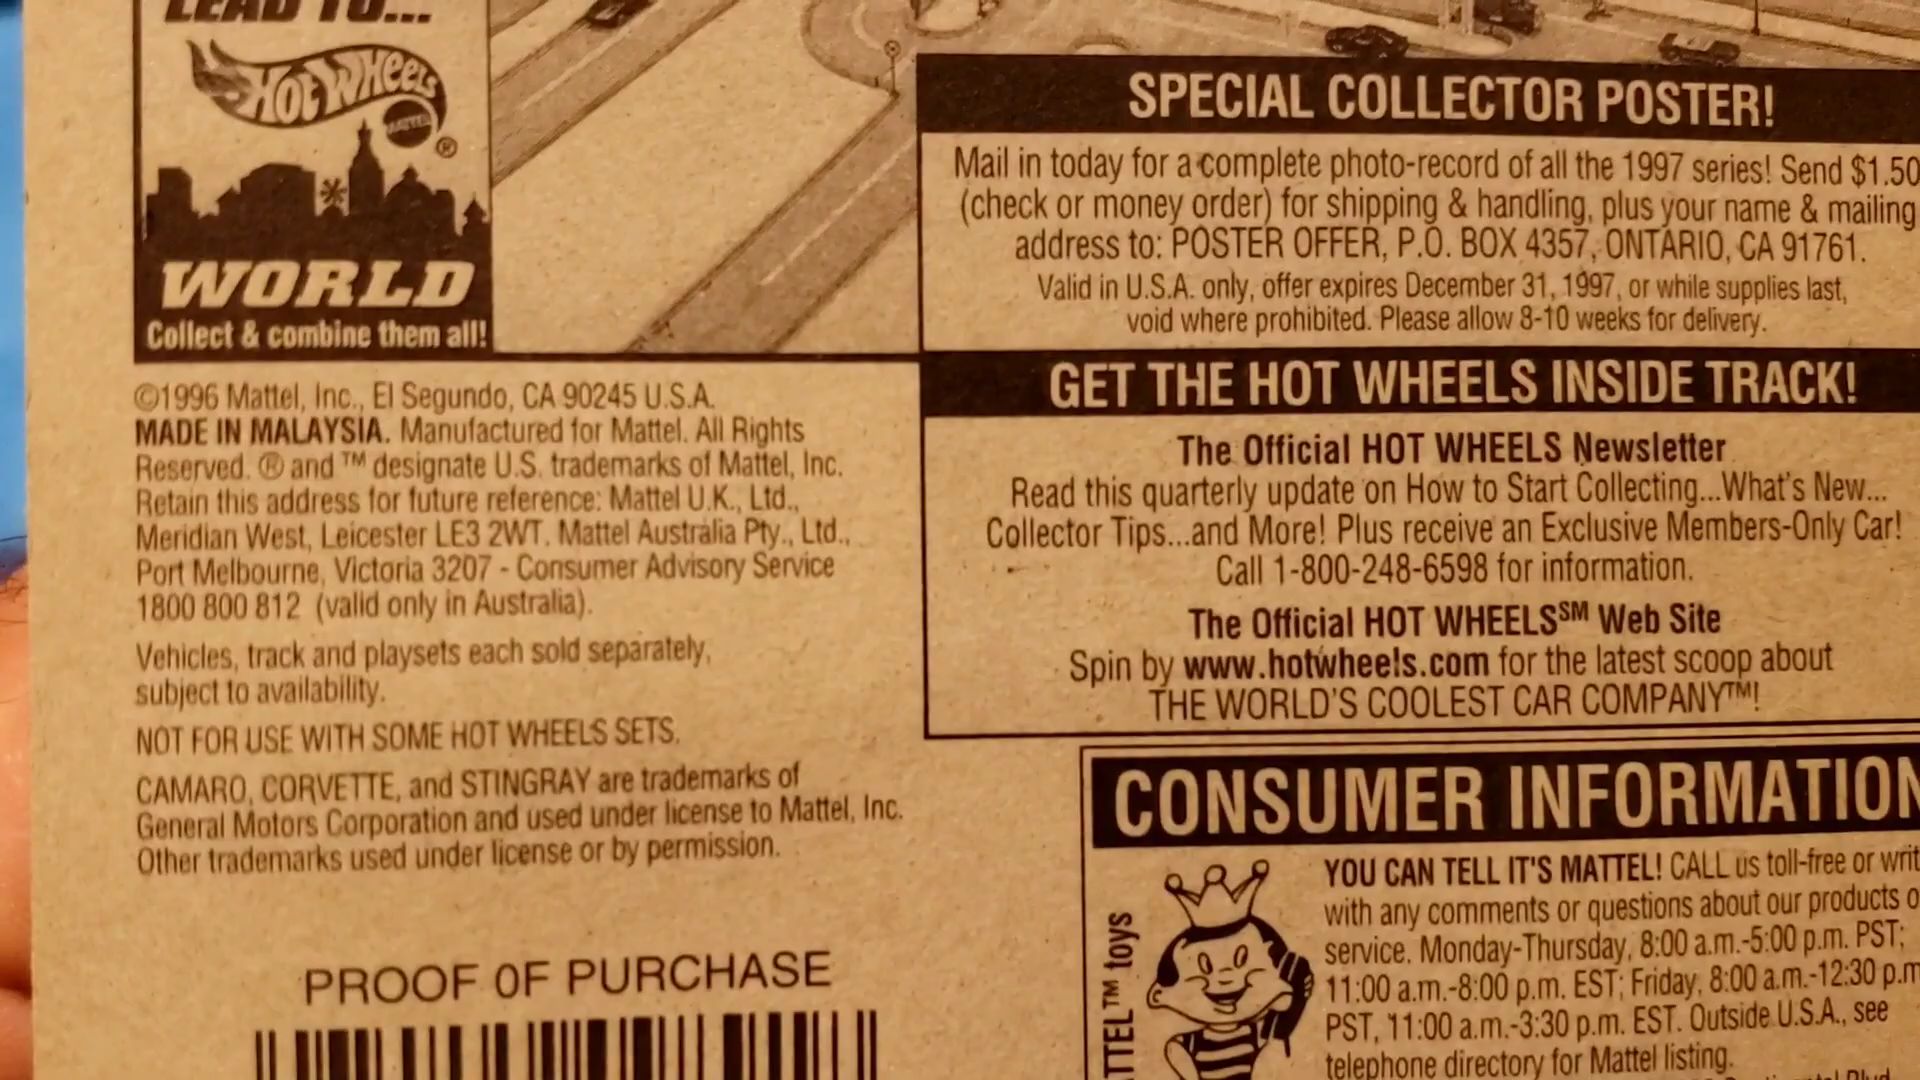 LEAD TO...
HOT WHEELS
MATTEL
®
WORLD
Collect & combine them all!
©1996 Mattel, Inc., El Segundo, CA 90245 U.S.A.
MADE IN MALAYSIA. Manufactured for Mattel. All Rights
Reserved. ® and ™ designate U.S. trademarks of Mattel, Inc.
Retain this address for future reference: Mattel U.K., Ltd.,
Meridian West, Leicester LE3 2WT. Mattel Australia Pty., Ltd.,
Port Melbourne, Victoria 3207 - Consumer Advisory Service
1800 800 812 (valid only in Australia).
Vehicles, track and playsets each sold separately,
subject to availability.
NOT FOR USE WITH SOME HOT WHEELS SETS.
CAMARO, CORVETTE, and STINGRAY are trademarks of
General Motors Corporation and used under license to Mattel, Inc.
Other trademarks used under license or by permission.
PROOF OF PURCHASE
SPECIAL COLLECTOR POSTER!
Mail in today for a complete photo-record of all the 1997 series! Send $1.50
(check or money order) for shipping & handling, plus your name & mailing
address to: POSTER OFFER, P.O. BOX 4357, ONTARIO, CA 91761.
Valid in U.S.A. only, offer expires December 31, 1997, or while supplies last,
void where prohibited. Please allow 8-10 weeks for delivery.
GET THE HOT WHEELS INSIDE TRACK!
The Official HOT WHEELS Newsletter
Read this quarterly update on How to Start Collecting...What's New...
Collector Tips...and More! Plus receive an Exclusive Members-Only Car!
Call 1-800-248-6598 for information.
The Official HOT WHEELS℠ Web Site
Spin by www.hotwheels.com for the latest scoop about
THE WORLD'S COOLEST CAR COMPANY™!
CONSUMER INFORMATION
TTEL™ toys
YOU CAN TELL IT'S MATTEL! CALL us toll-free or writ
with any comments or questions about our products o
service. Monday-Thursday, 8:00 a.m.-5:00 p.m. PST;
11:00 a.m.-8:00 p.m. EST; Friday, 8:00 a.m.-12:30 p.m
PST, 11:00 a.m.-3:30 p.m. EST. Outside U.S.A., see
telephone directory for Mattel listing.
Blvd